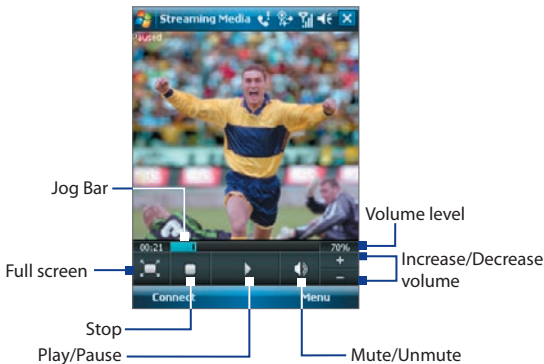 Streaming Media
Paused
Jog Bar
Volume level
00:21
70%
Full screen
+
Increase/Decrease
volume
−
Connect
Menu
Stop
Play/Pause
Mute/Unmute